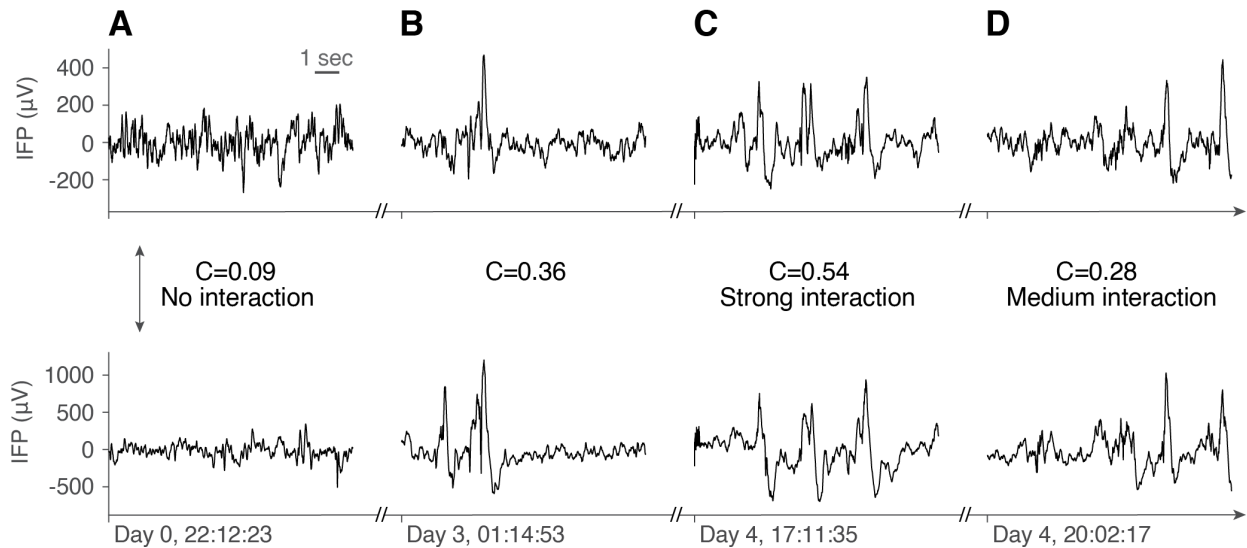 A B C D
1 sec
IFP (µV)
400
200
0
-200
C=0.09 C=0.36 C=0.54 C=0.28
No interaction Strong interaction Medium interaction
IFP (µV)
1000
500
0
-500
Day 0, 22:12:23 Day 3, 01:14:53 Day 4, 17:11:35 Day 4, 20:02:17